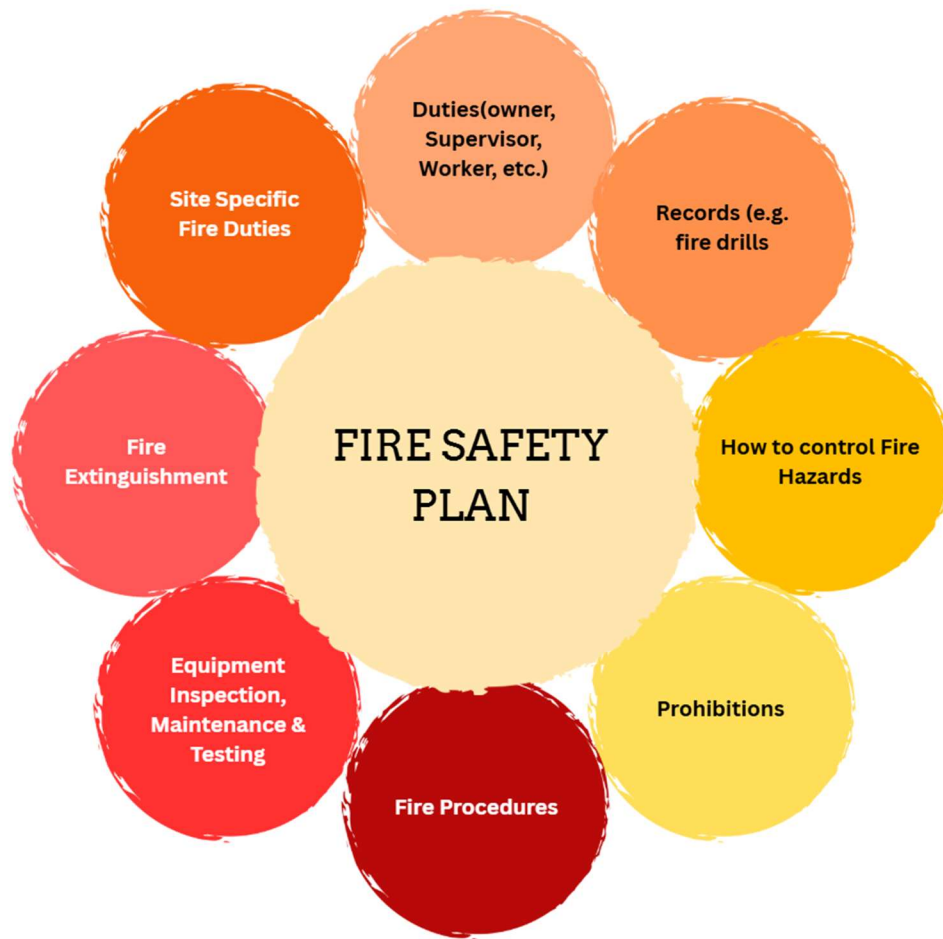 Duties(owner,
Supervisor,
Worker, etc.)
Site Specific
Fire Duties
Records (e.g.
fire drills
Fire
Extinguishment
FIRE SAFETY
PLAN
How to control Fire
Hazards
Equipment
Inspection,
Maintenance &
Testing
Prohibitions
Fire Procedures